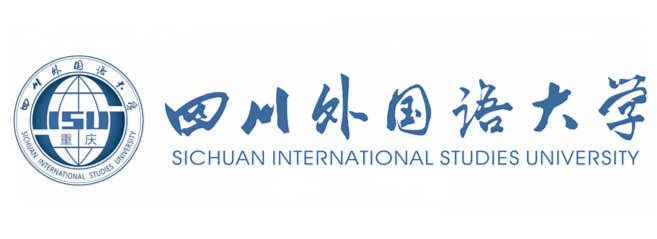 四川外国语大学
SISU
重庆
SICHUAN INTERNATIONAL STUDIES UNIVERSITY
四川外国语大学
SICHUAN INTERNATIONAL STUDIES UNIVERSITY